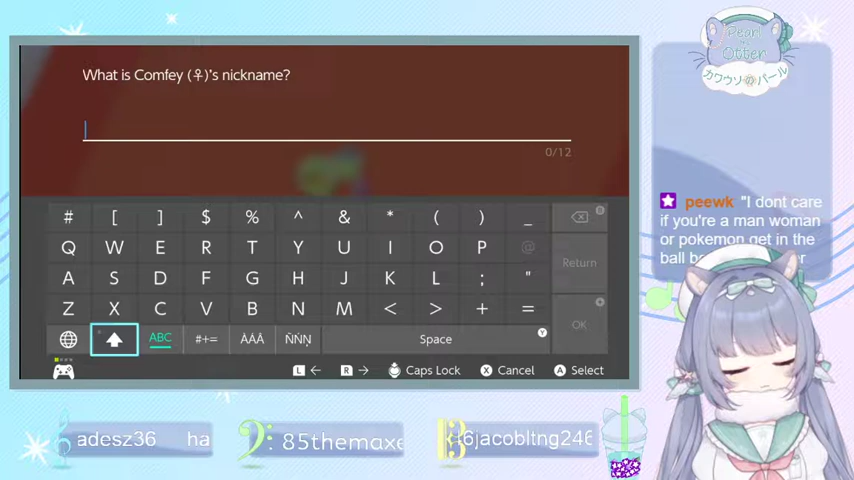 What is Comfey (♀)'s nickname?
0/12
# [ ] $ % ^ & * ( ) _
Q W E R T Y U I O P @
A S D F G H J K L ; "
Z X C V B N M < > + =
Return
OK
ABC #+= ÀÁÂ ÑŃN Space
L ← R → Caps Lock X Cancel A Select
Pearl
Otter
カワウソのパール
peewk "I dont care
if you're a man woman
or pokemon get in the
ball
adesz36 ha
85themaxe
6jacobltng246